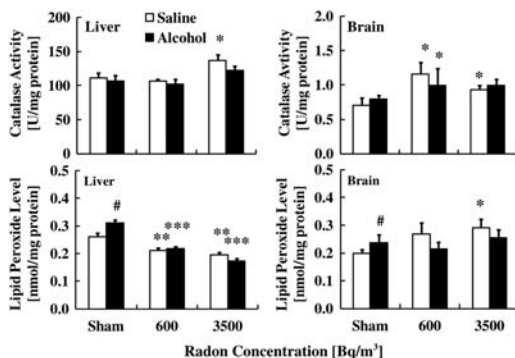 Liver
Saline
Alcohol
*
Catalase Activity
[U/mg protein]
200
150
100
50
0
Brain
* *
*
Catalase Activity
[U/mg protein]
2.0
1.5
1.0
0.5
0.0
Liver
#
** ***
** ***
Lipid Peroxide Level
[nmol/mg protein]
0.5
0.4
0.3
0.2
0.1
0.0
Sham 600 3500
Brain
#
*
Lipid Peroxide Level
[nmol/mg protein]
0.5
0.4
0.3
0.2
0.1
0.0
Sham 600 3500
Radon Concentration [Bq/m³]